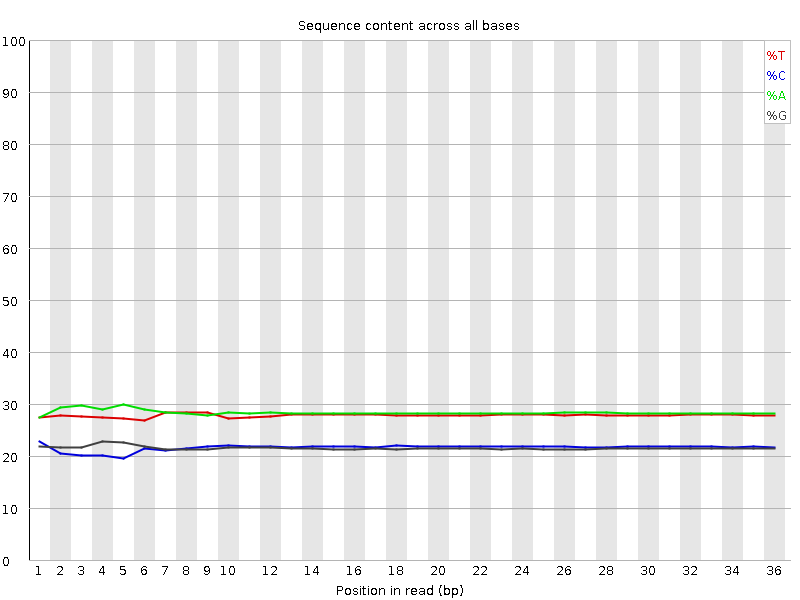 Sequence content across all bases
100
90
80
70
60
50
40
30
20
10
0
%T
%C
%A
%G
1 2 3 4 5 6 7 8 9 10 12 14 16 18 20 22 24 26 28 30 32 34 36
Position in read (bp)